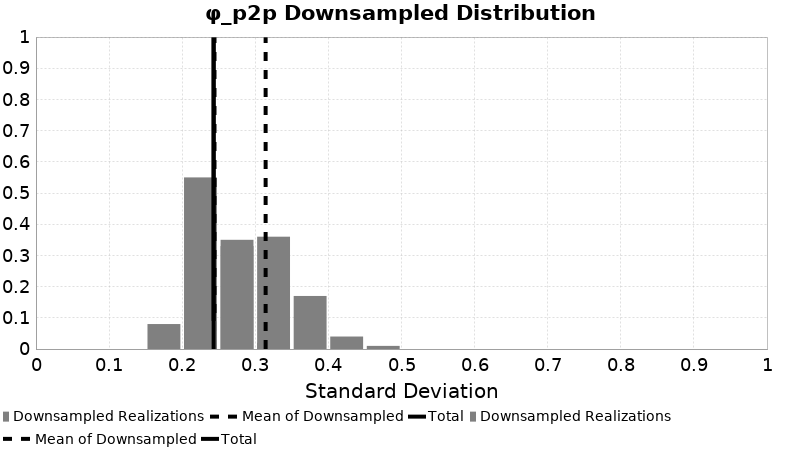 φ_p2p Downsampled Distribution
1
0.9
0.8
0.7
0.6
0.5
0.4
0.3
0.2
0.1
0
0 0.1 0.2 0.3 0.4 0.5 0.6 0.7 0.8 0.9 1
Standard Deviation
Downsampled Realizations Mean of Downsampled Total Downsampled Realizations
Mean of Downsampled Total